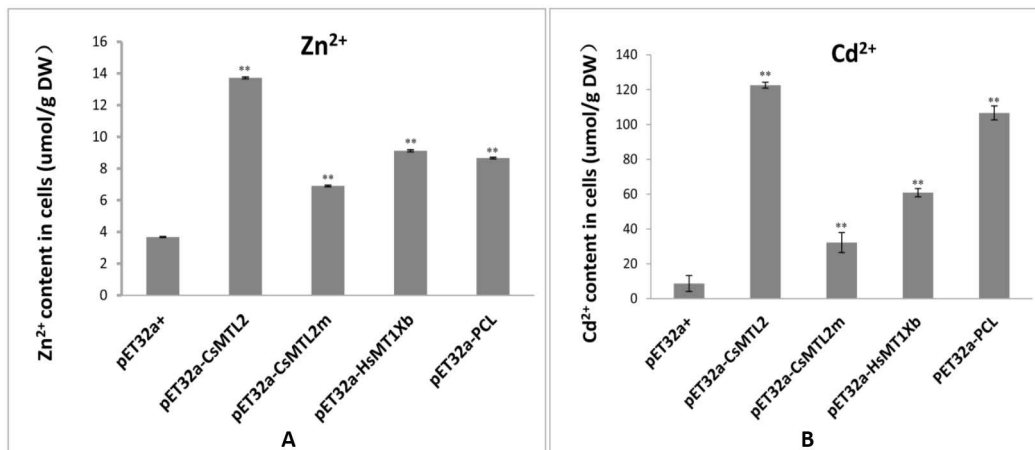 Zn²⁺
Zn²⁺ content in cells (umol/g DW）
16
14
12
10
8
6
4
2
0
**
**
**
**
pET32a+
pET32a-CsMTL2
pET32a-CsMTL2m
pET32a-HsMT1Xb
pET32a-PCL
A
Cd²⁺
Cd²⁺ content in cells (umol/g DW）
140
120
100
80
60
40
20
0
**
**
**
**
pET32a+
pET32a-CsMTL2
pET32a-CsMTL2m
pET32a-HsMT1Xb
PET32a-PCL
B